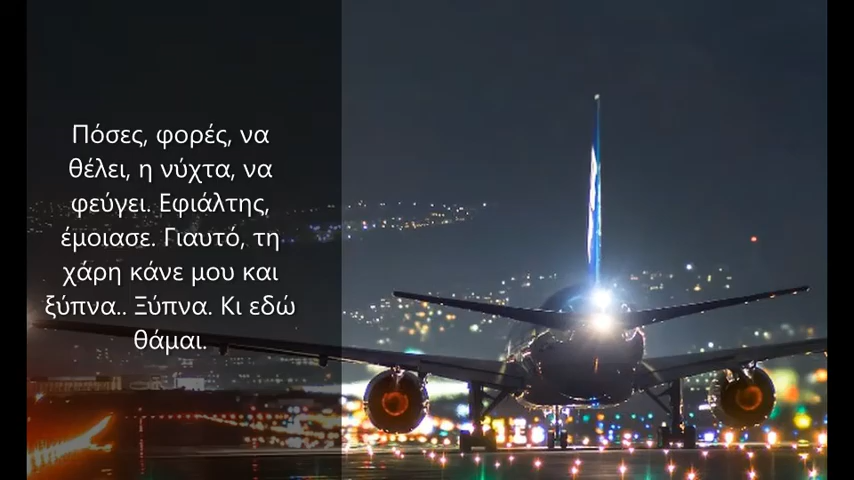 Πόσες, φορές, να
θέλει, η νύχτα, να
φεύγει. Εφιάλτης,
έμοιασε. Γιαυτό, τη
χάρη κάνε μου και
ξύπνα.. Ξύπνα. Κι εδώ
θάμαι.